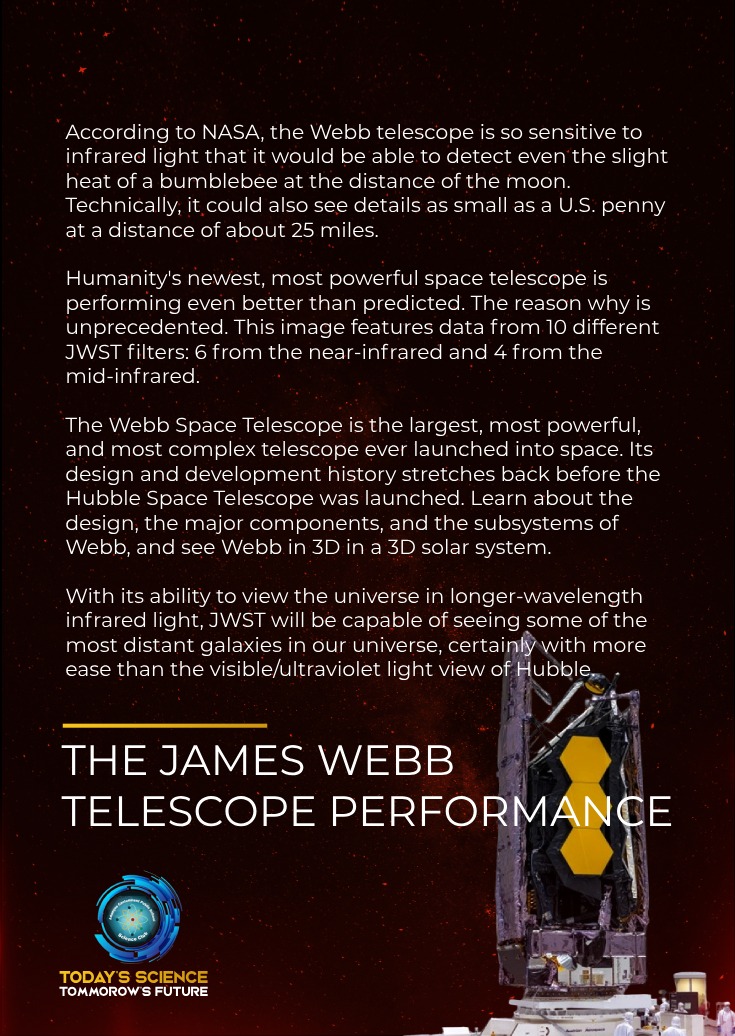 According to NASA, the Webb telescope is so sensitive to
infrared light that it would be able to detect even the slight
heat of a bumblebee at the distance of the moon.
Technically, it could also see details as small as a U.S. penny
at a distance of about 25 miles.
Humanity's newest, most powerful space telescope is
performing even better than predicted. The reason why is
unprecedented. This image features data from 10 different
JWST filters: 6 from the near-infrared and 4 from the
mid-infrared.
The Webb Space Telescope is the largest, most powerful,
and most complex telescope ever launched into space. Its
design and development history stretches back before the
Hubble Space Telescope was launched. Learn about the
design, the major components, and the subsystems of
Webb, and see Webb in 3D in a 3D solar system.
With its ability to view the universe in longer-wavelength
infrared light, JWST will be capable of seeing some of the
most distant galaxies in our universe, certainly with more
ease than the visible/ultraviolet light view of Hubble.
THE JAMES WEBB
TELESCOPE PERFORMANCE
Science Club
TODAY'S SCIENCE
TOMMOROW'S FUTURE